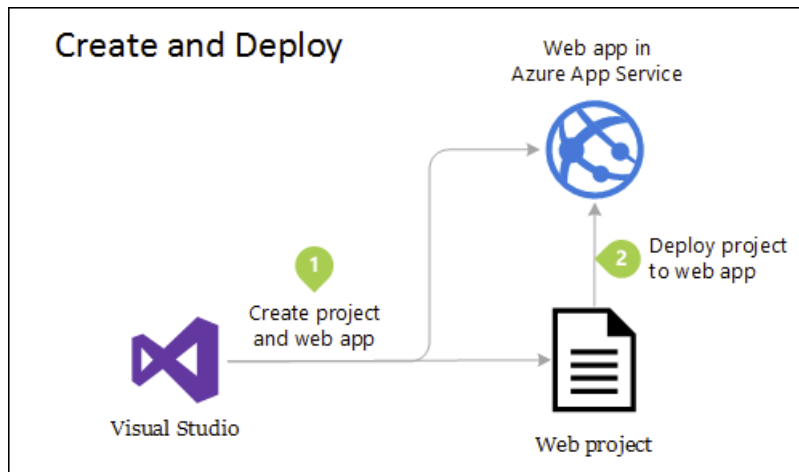 Create and Deploy
Web app in
Azure App Service
1
Create project
and web app
2
Deploy project
to web app
Visual Studio
Web project